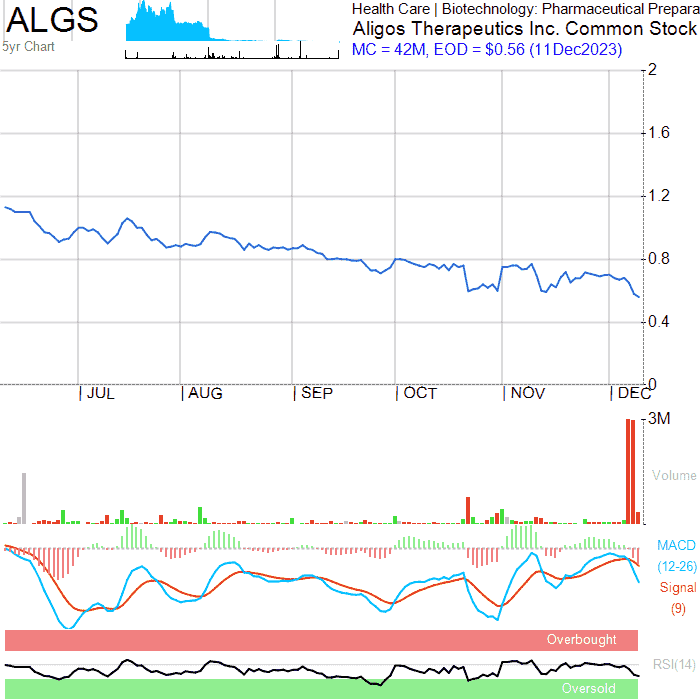 ALGS
5yr Chart
Health Care | Biotechnology: Pharmaceutical Prepara
Aligos Therapeutics Inc. Common Stock
MC = 42M, EOD = $0.56 (11Dec2023)
2
1.6
1.2
0.8
0.4
0
| JUL | AUG | SEP | OCT | NOV | DEC
3M
Volume
MACD
(12-26)
Signal
(9)
Overbought
RSI(14)
Oversold